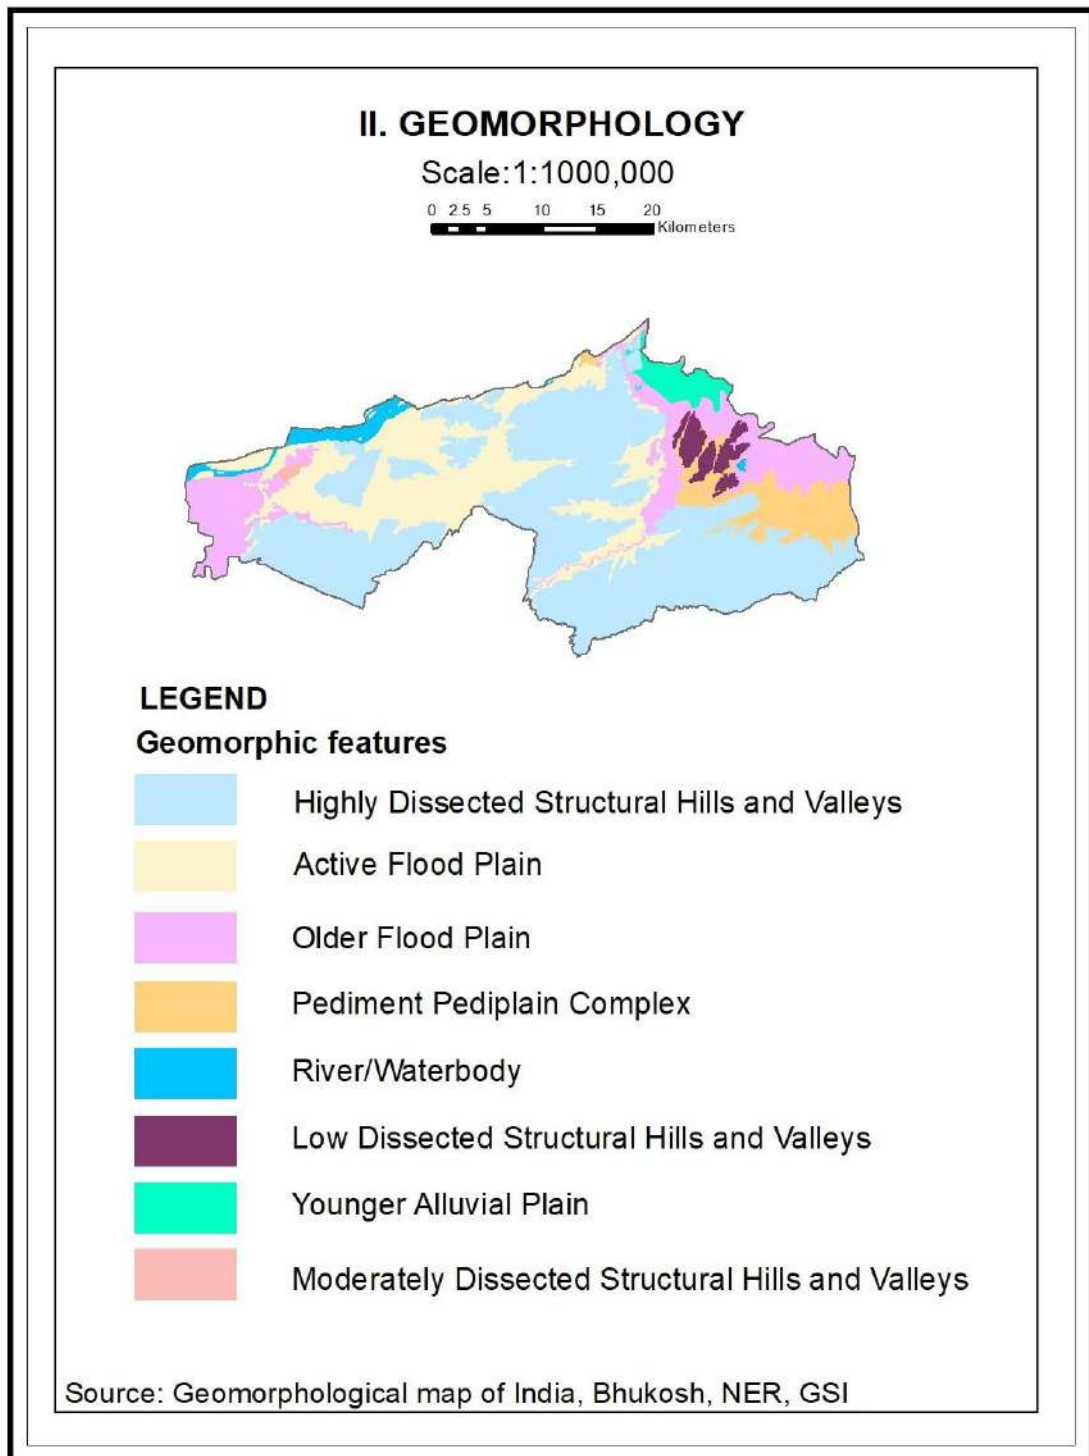 II. GEOMORPHOLOGY
Scale:1:1000,000
0 2.5 5 10 15 20
Kilometers
LEGEND
Geomorphic features
Highly Dissected Structural Hills and Valleys
Active Flood Plain
Older Flood Plain
Pediment Pediplain Complex
River/Waterbody
Low Dissected Structural Hills and Valleys
Younger Alluvial Plain
Moderately Dissected Structural Hills and Valleys
Source: Geomorphological map of India, Bhukosh, NER, GSI